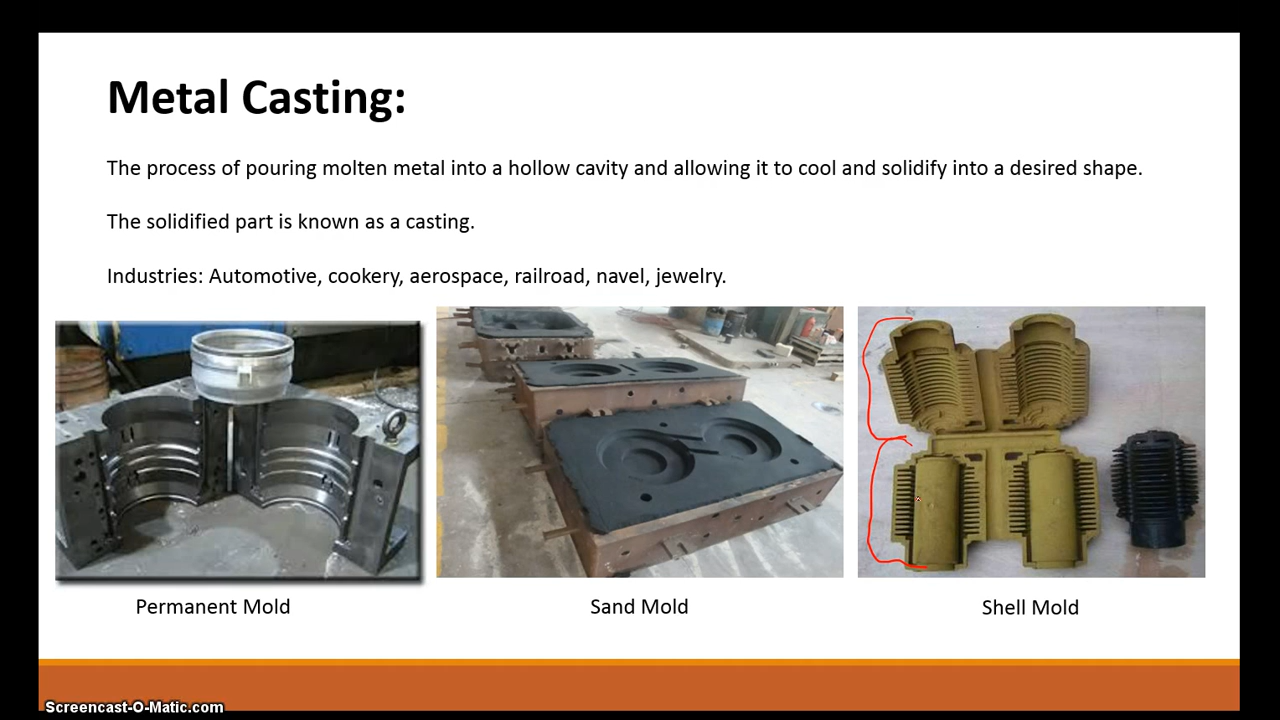 Metal Casting:
The process of pouring molten metal into a hollow cavity and allowing it to cool and solidify into a desired shape.
The solidified part is known as a casting.
Industries: Automotive, cookery, aerospace, railroad, navel, jewelry.
Permanent Mold
Sand Mold
Shell Mold
Screencast-O-Matic.com